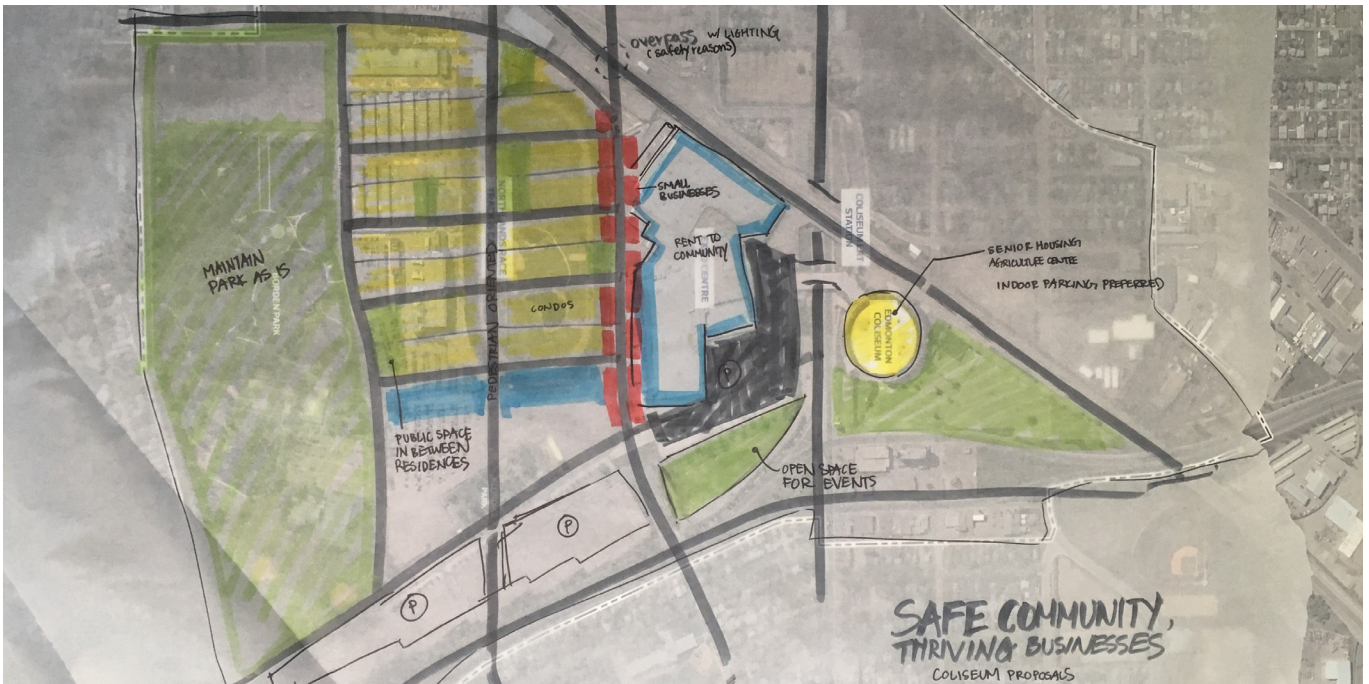 overpass w/ LIGHTING
(safety reasons)
SMALL
BUSINESSES
RENT TO
COMMUNITY
CENTRE
COLISEUM
STATION
SENIOR HOUSING
AGRICULTURE CENTRE
INDOOR PARKING PREFERRED
EDMONTON
COLISEUM
MAINTAIN
PARK AS IS
BORDEN PARK
PEDESTRIAN ORIENTED
CONDOS
P
PUBLIC SPACE
IN BETWEEN
RESIDENCES
OPEN SPACE
FOR EVENTS
P
P
SAFE COMMUNITY,
THRIVING BUSINESSES
COLISEUM PROPOSALS